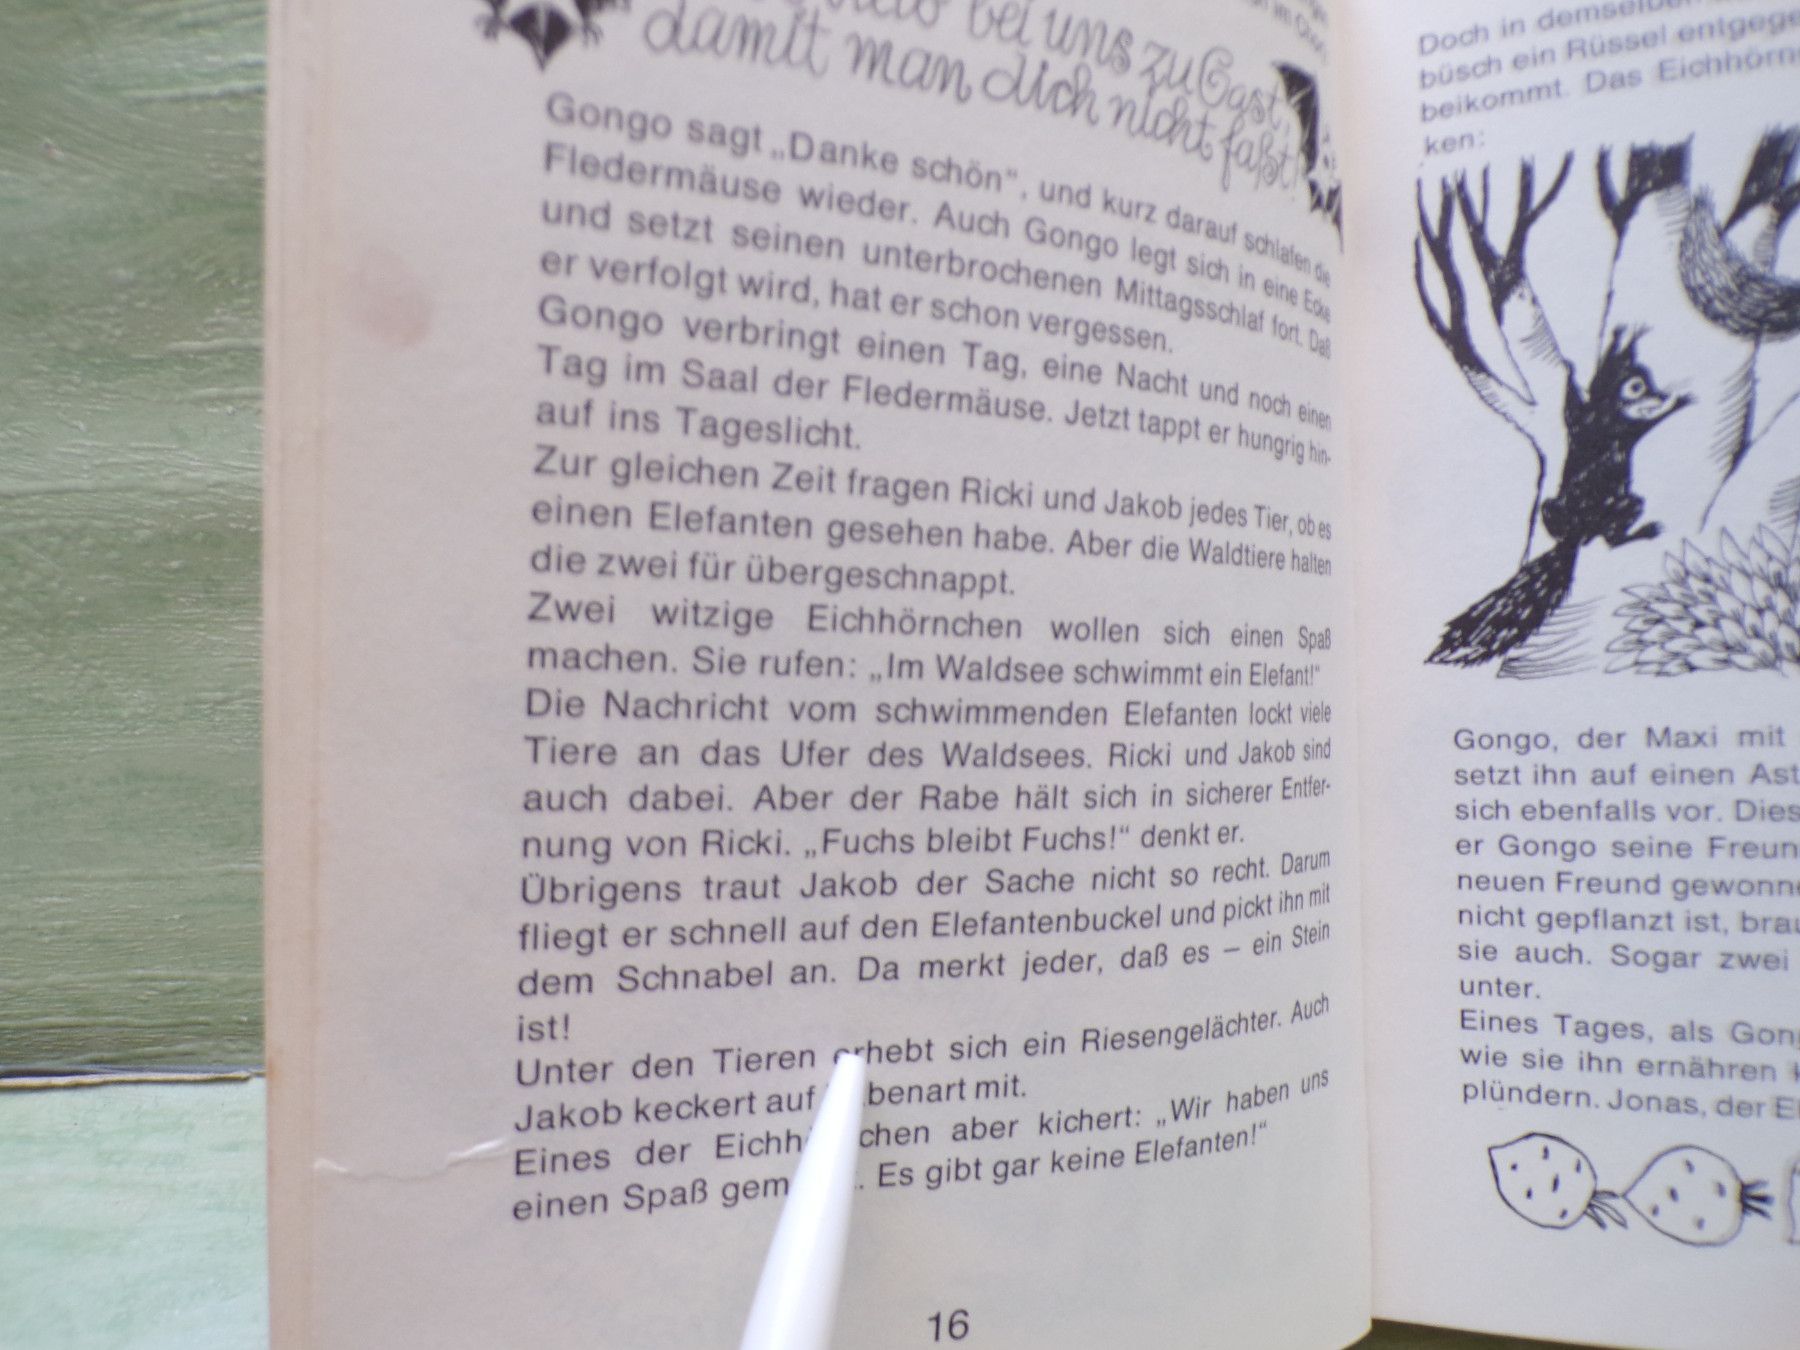 bei uns zu Gast,
damit man dich nicht faßt!
Gongo sagt „Danke schön“, und kurz darauf schlafen die
Fledermäuse wieder. Auch Gongo legt sich in eine Ecke
und setzt seinen unterbrochenen Mittagsschlaf fort. Daß
er verfolgt wird, hat er schon vergessen.
Gongo verbringt einen Tag, eine Nacht und noch einen
Tag im Saal der Fledermäuse. Jetzt tappt er hungrig hin-
auf ins Tageslicht.
Zur gleichen Zeit fragen Ricki und Jakob jedes Tier, ob es
einen Elefanten gesehen habe. Aber die Waldtiere halten
die zwei für übergeschnappt.
Zwei witzige Eichhörnchen wollen sich einen Spaß
machen. Sie rufen: „Im Waldsee schwimmt ein Elefant!“
Die Nachricht vom schwimmenden Elefanten lockt viele
Tiere an das Ufer des Waldsees. Ricki und Jakob sind
auch dabei. Aber der Rabe hält sich in sicherer Entfer-
nung von Ricki. „Fuchs bleibt Fuchs!“ denkt er.
Übrigens traut Jakob der Sache nicht so recht. Darum
fliegt er schnell auf den Elefantenbuckel und pickt ihn mit
dem Schnabel an. Da merkt jeder, daß es – ein Stein
ist!
Unter den Tieren erhebt sich ein Riesengelächter. Auch
Jakob keckert auf benart mit.
Eines der Eichh chen aber kichert: „Wir haben uns
einen Spaß gem . Es gibt gar keine Elefanten!“
16
Doch in demselben
büsch ein Rüssel entgege
beikommt. Das Eichhörn
ken:
Gongo, der Maxi mit
setzt ihn auf einen Ast
sich ebenfalls vor. Dies
er Gongo seine Freun
neuen Freund gewonne
nicht gepflanzt ist, brau
sie auch. Sogar zwei
unter.
Eines Tages, als Gong
wie sie ihn ernähren k
plündern. Jonas, der El